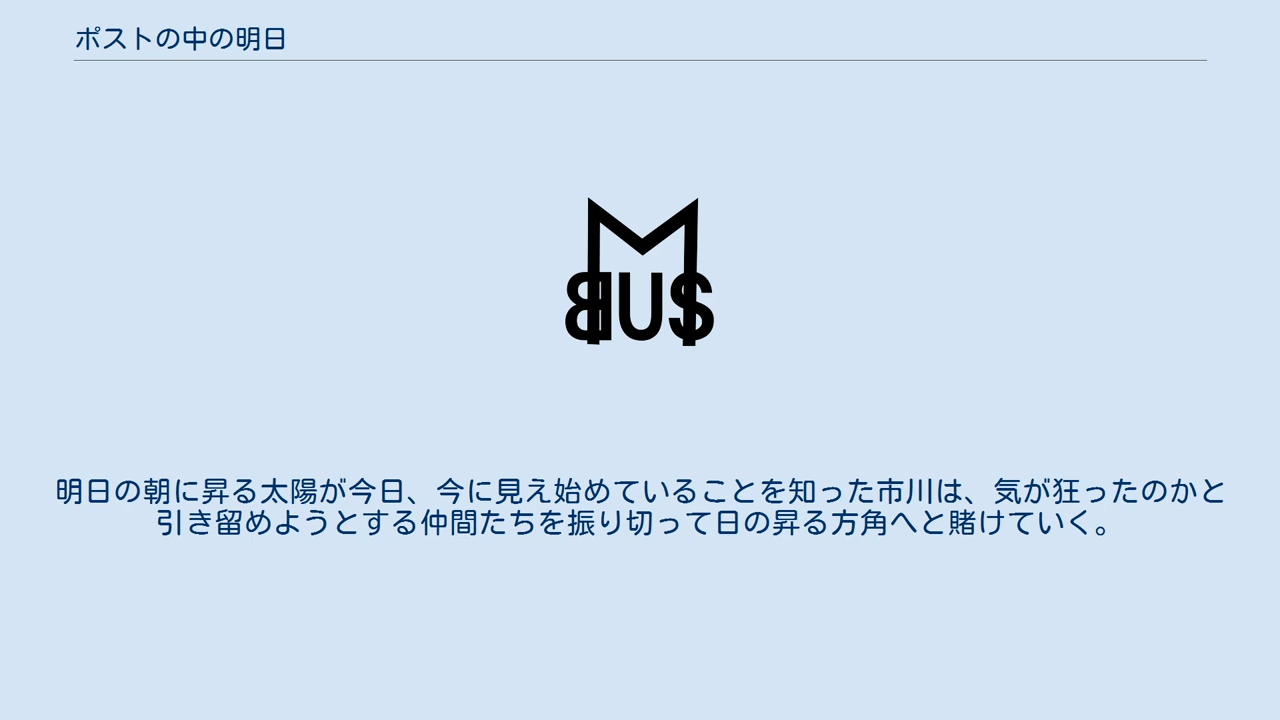 ポストの中の明日
M
BUS
明日の朝に昇る太陽が今日、今に見え始めていることを知った市川は、気が狂ったのかと
引き留めようとする仲間たちを振り切って日の昇る方角へと賭けていく。